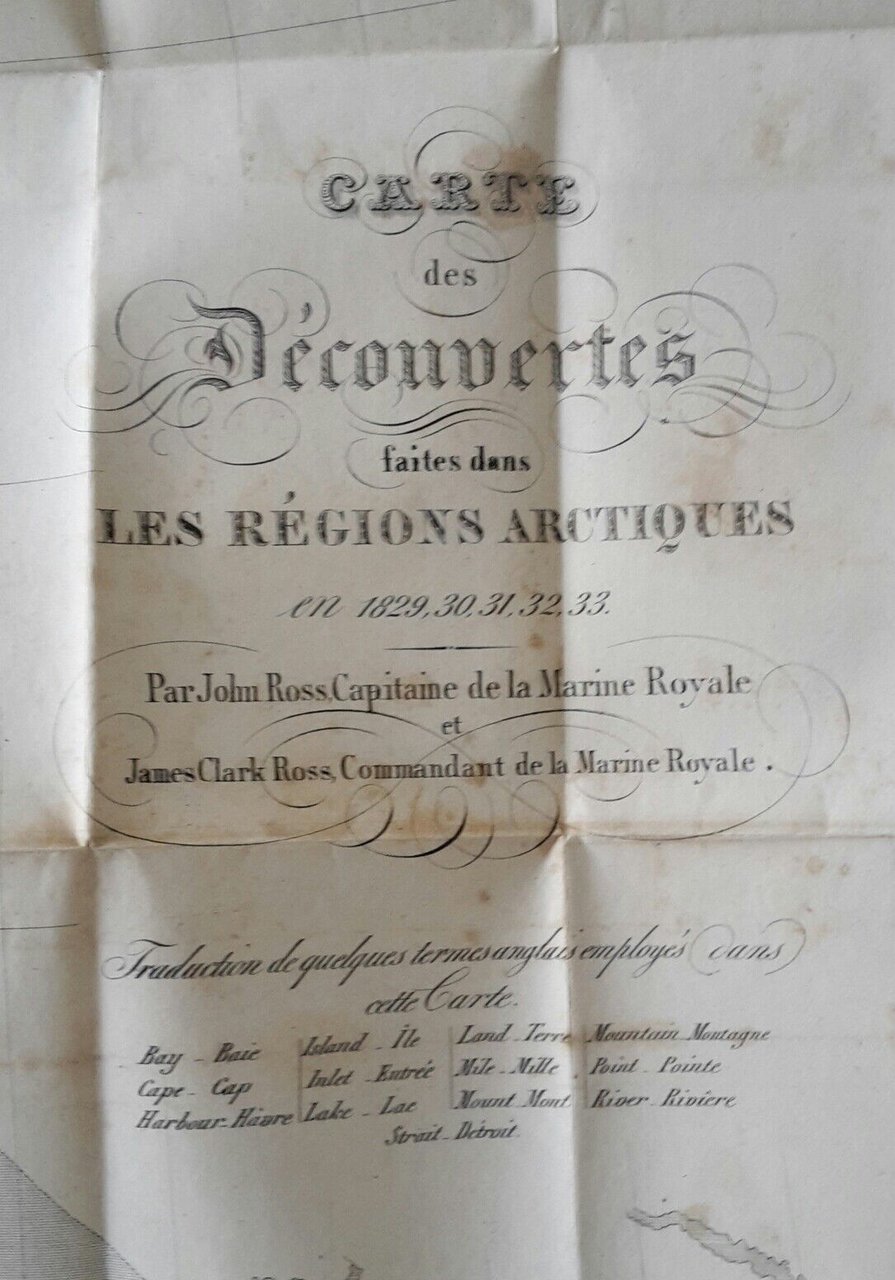 CARTE
des
Découvertes
faites dans
LES RÉGIONS ARCTIQUES
en 1829,30,31,32,33.
Par John Ross, Capitaine de la Marine Royale
et
James Clark Ross, Commandant de la Marine Royale.
Traduction de quelques termes anglais employés dans
cette Carte.
Bay - Baie Island - Île Land - Terre Mountain Montagne
Cape - Cap Inlet - Entrée Mile - Mille Point - Pointe
Harbour - Hâvre Lake - Lac Mount Mont River - Rivière
Strait - Détroit